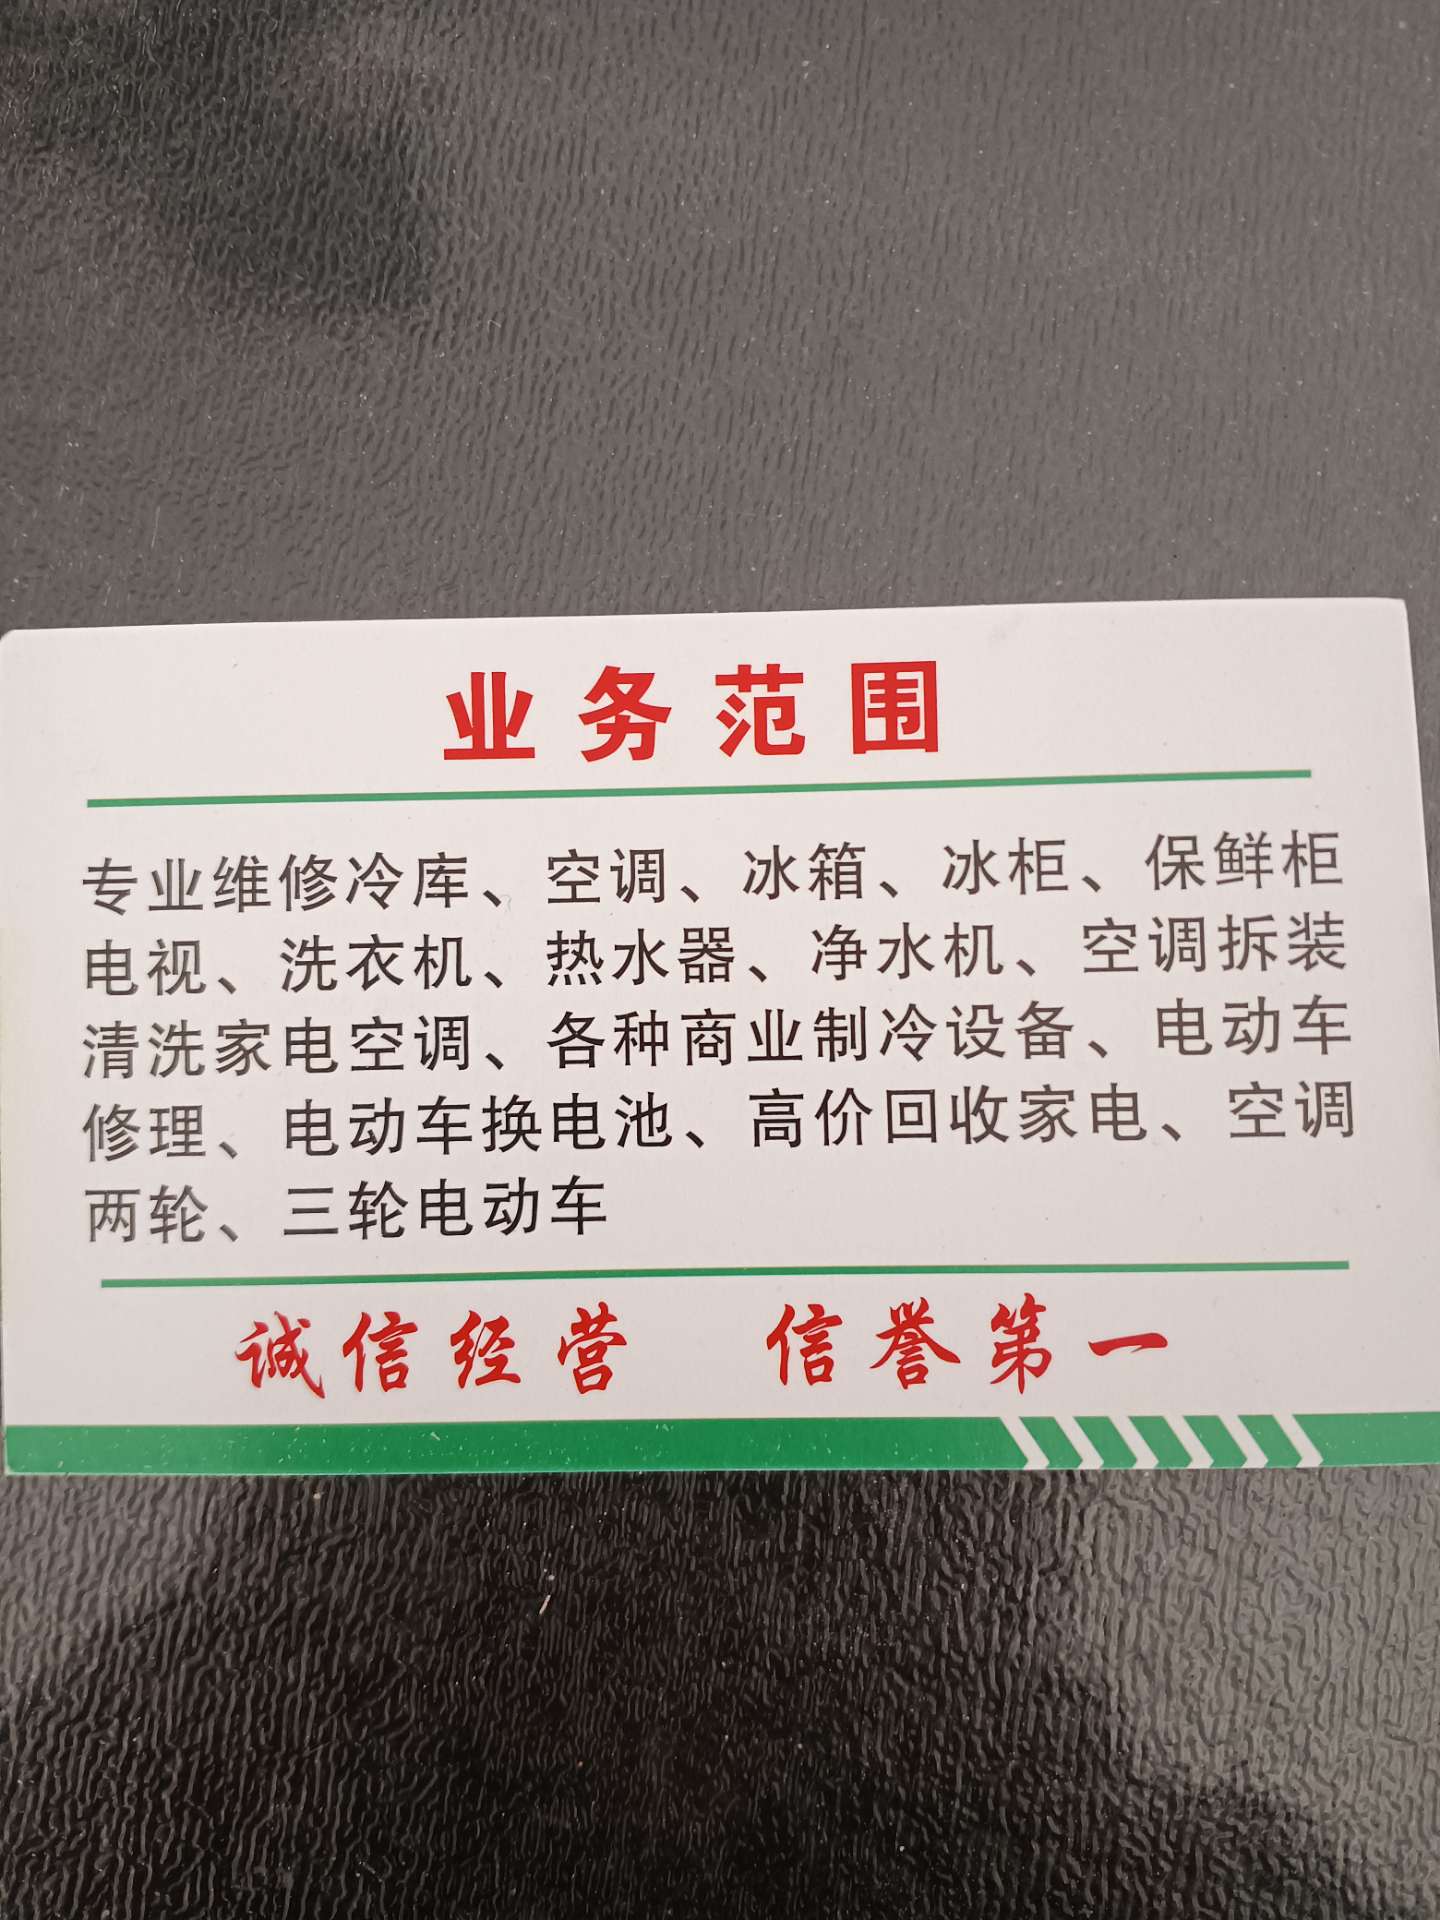 业务范围
专业维修冷库、空调、冰箱、冰柜、保鲜柜
电视、洗衣机、热水器、净水机、空调拆装
清洗家电空调、各种商业制冷设备、电动车
修理、电动车换电池、高价回收家电、空调
两轮、三轮电动车
诚信经营 信誉第一